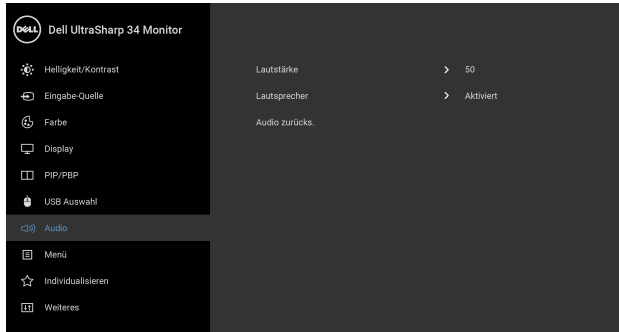 DELL Dell UltraSharp 34 Monitor
Helligkeit/Kontrast Lautstärke 50
Eingabe-Quelle Lautsprecher Aktiviert
Farbe Audio zurücks.
Display
PIP/PBP
USB Auswahl
Audio
Menü
Individualisieren
Weiteres